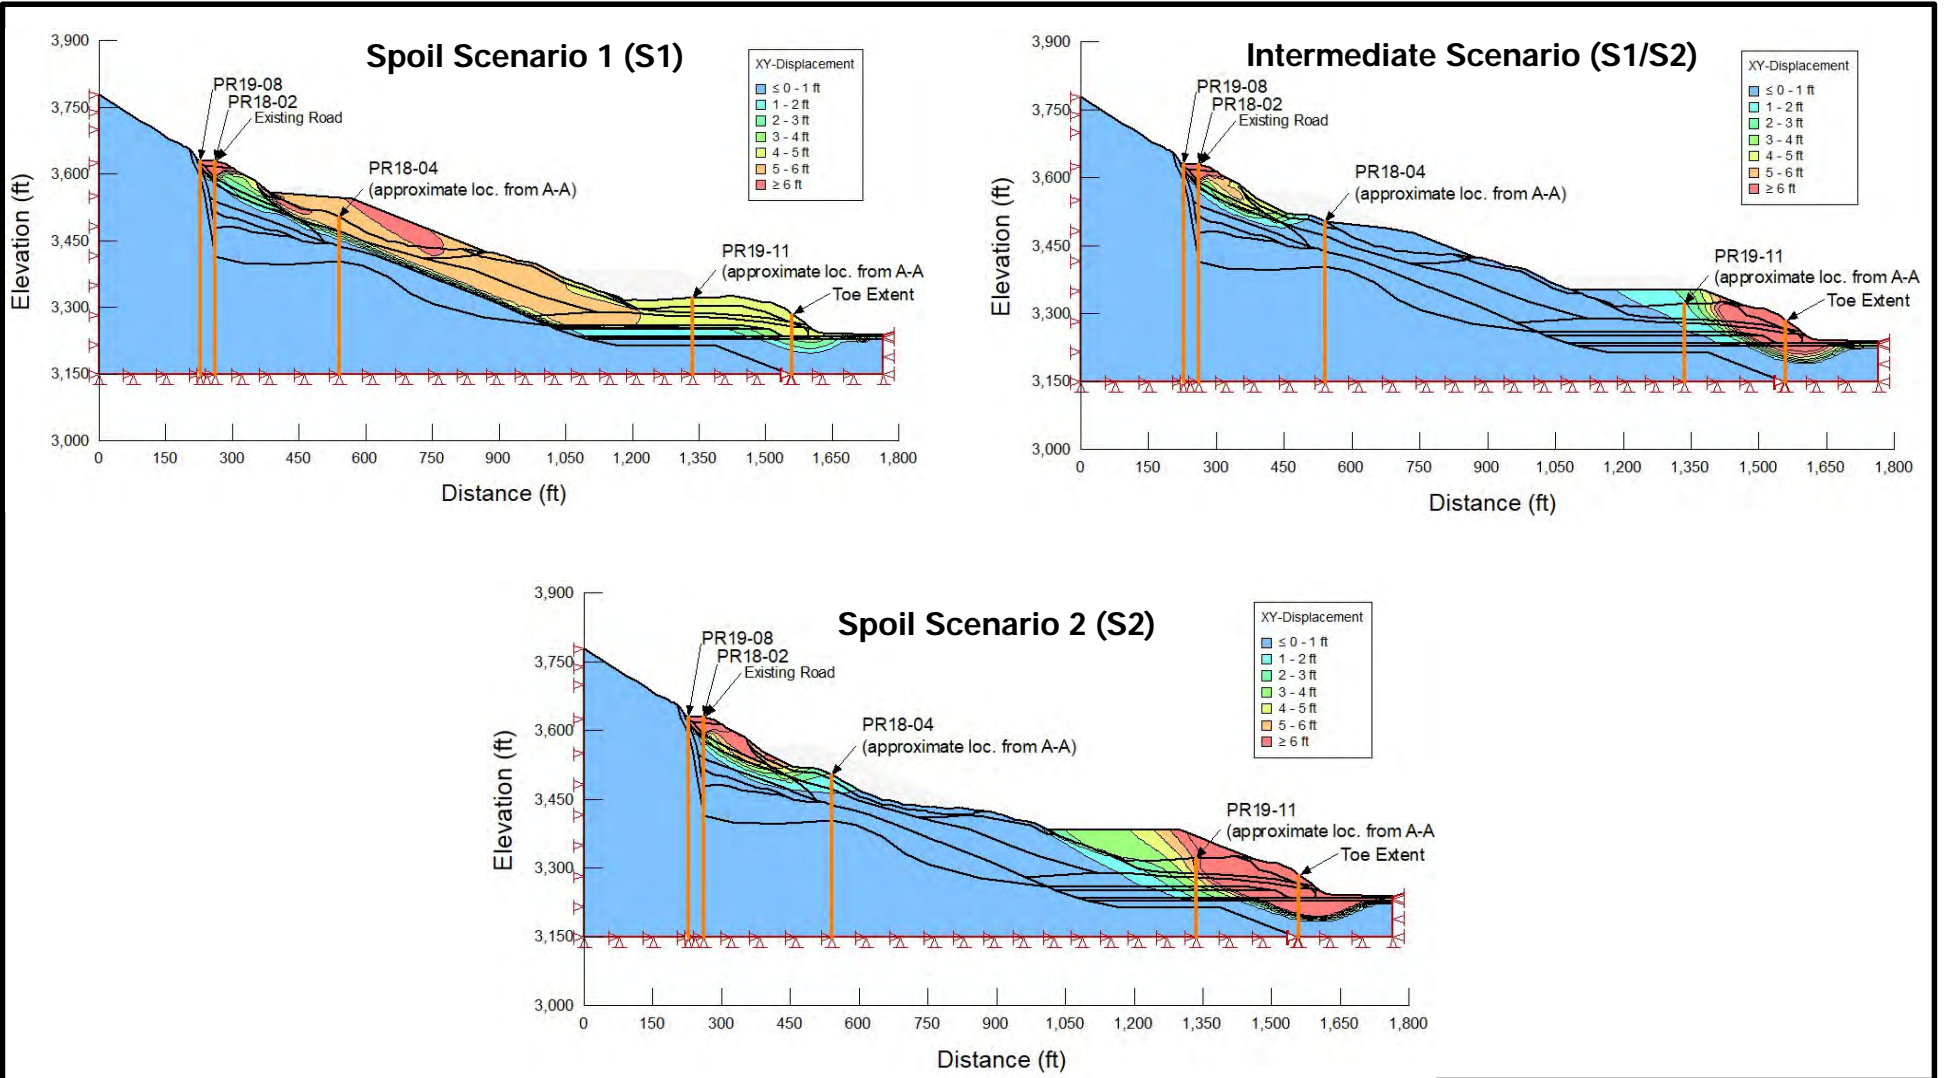 Spoil Scenario 1 (S1)
3,900
3,750
3,600
3,450
3,300
3,150
3,000
Elevation (ft)
PR19-08
PR18-02
Existing Road
PR18-04
(approximate loc. from A-A)
PR19-11
(approximate loc. from A-A
Toe Extent
XY-Displacement
≤ 0 - 1 ft
1 - 2 ft
2 - 3 ft
3 - 4 ft
4 - 5 ft
5 - 6 ft
≥ 6 ft
0 150 300 450 600 750 900 1,050 1,200 1,350 1,500 1,650 1,800
Distance (ft)
Intermediate Scenario (S1/S2)
3,900
3,750
3,600
3,450
3,300
3,150
3,000
Elevation (ft)
PR19-08
PR18-02
Existing Road
PR18-04
(approximate loc. from A-A)
PR19-11
(approximate loc. from A-A
Toe Extent
XY-Displacement
≤ 0 - 1 ft
1 - 2 ft
2 - 3 ft
3 - 4 ft
4 - 5 ft
5 - 6 ft
≥ 6 ft
0 150 300 450 600 750 900 1,050 1,200 1,350 1,500 1,650 1,800
Distance (ft)
Spoil Scenario 2 (S2)
3,900
3,750
3,600
3,450
3,300
3,150
3,000
Elevation (ft)
PR19-08
PR18-02
Existing Road
PR18-04
(approximate loc. from A-A)
PR19-11
(approximate loc. from A-A
Toe Extent
XY-Displacement
≤ 0 - 1 ft
1 - 2 ft
2 - 3 ft
3 - 4 ft
4 - 5 ft
5 - 6 ft
≥ 6 ft
0 150 300 450 600 750 900 1,050 1,200 1,350 1,500 1,650 1,800
Distance (ft)